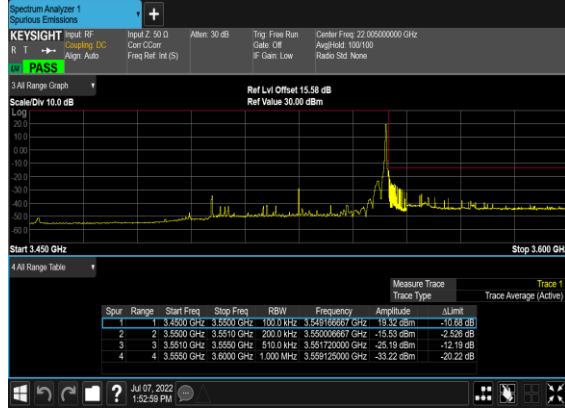 Spectrum Analyzer 1
Spurious Emissions
+
KEYSIGHT Input: RF Input Z: 50 Ω Atten: 30 dB Trig: Free Run Center Freq: 22.005000000 GHz
R T Coupling: DC Corr CCorr Gate: Off Avg|Hold: 100/100
Align: Auto Freq Ref: Int (S) IF Gain: Low Radio Std: None
PASS
3 All Range Graph Ref Lvl Offset 15.58 dB
Scale/Div 10.0 dB Ref Value 30.00 dBm
Log
20.0
10.0
0.00
-10.0
-20.0
-30.0
-40.0
-50.0
-60.0
Start 3.450 GHz Stop 3.600 GHz
4 All Range Table
Measure Trace Trace 1
Trace Type Trace Average (Active)
Spur Range Start Freq Stop Freq RBW Frequency Amplitude ΔLimit
1 1 3.4500 GHz 3.5500 GHz 100.0 kHz 3.549166667 GHz 19.32 dBm -10.68 dB
2 2 3.5500 GHz 3.5510 GHz 200.0 kHz 3.550006667 GHz -15.53 dBm -2.526 dB
3 3 3.5510 GHz 3.5550 GHz 510.0 kHz 3.551720000 GHz -25.19 dBm -12.19 dB
4 4 3.5550 GHz 3.6000 GHz 1.000 MHz 3.559125000 GHz -33.22 dBm -20.22 dB
? Jul 07, 2022
1:52:59 PM